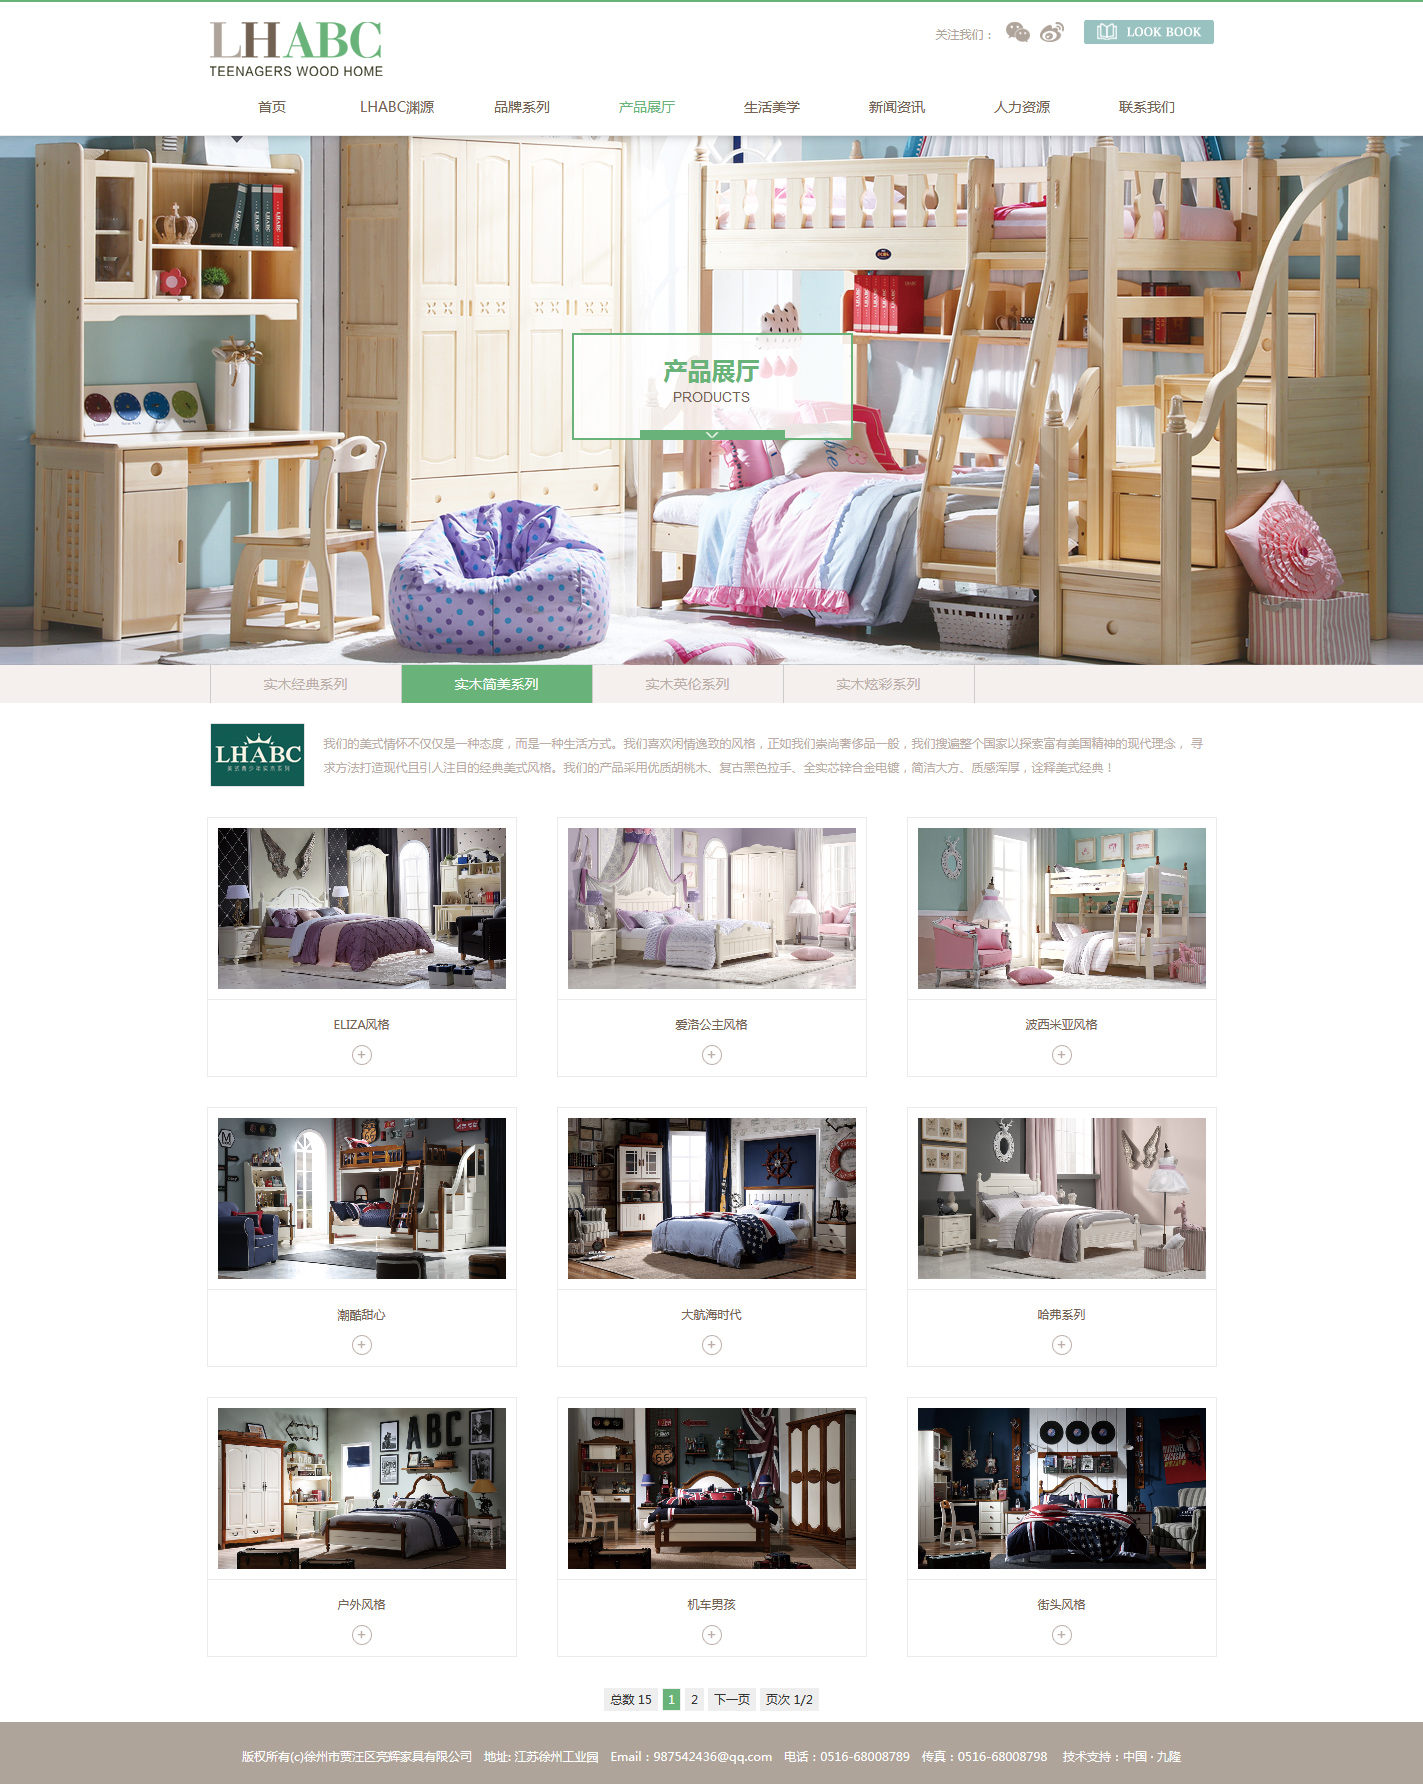 LHABC
TEENAGERS WOOD HOME
关注我们：
LOOK BOOK
首页
LHABC渊源
品牌系列
产品展厅
生活美学
新闻资讯
人力资源
联系我们
产品展厅
PRODUCTS
实木经典系列
实木简美系列
实木英伦系列
实木炫彩系列
LHABC
美式青少年实木系列
我们的美式情怀不仅仅是一种态度，而是一种生活方式。我们喜欢闲情逸致的风格，正如我们崇尚奢侈品一般，我们搜遍整个国家以探索富有美国精神的现代理念， 寻
求方法打造现代且引人注目的经典美式风格。我们的产品采用优质胡桃木、复古黑色拉手、全实芯锌合金电镀，简洁大方、质感浑厚，诠释美式经典！
ELIZA风格
爱洛公主风格
波西米亚风格
潮酷甜心
大航海时代
哈弗系列
ABC
户外风格
机车男孩
街头风格
总数 15
1
2
下一页
页次 1/2
版权所有(c)徐州市贾汪区亮辉家具有限公司 地址: 江苏徐州工业园 Email：987542436@qq.com 电话：0516-68008789 传真：0516-68008798 技术支持：中国 · 九隆